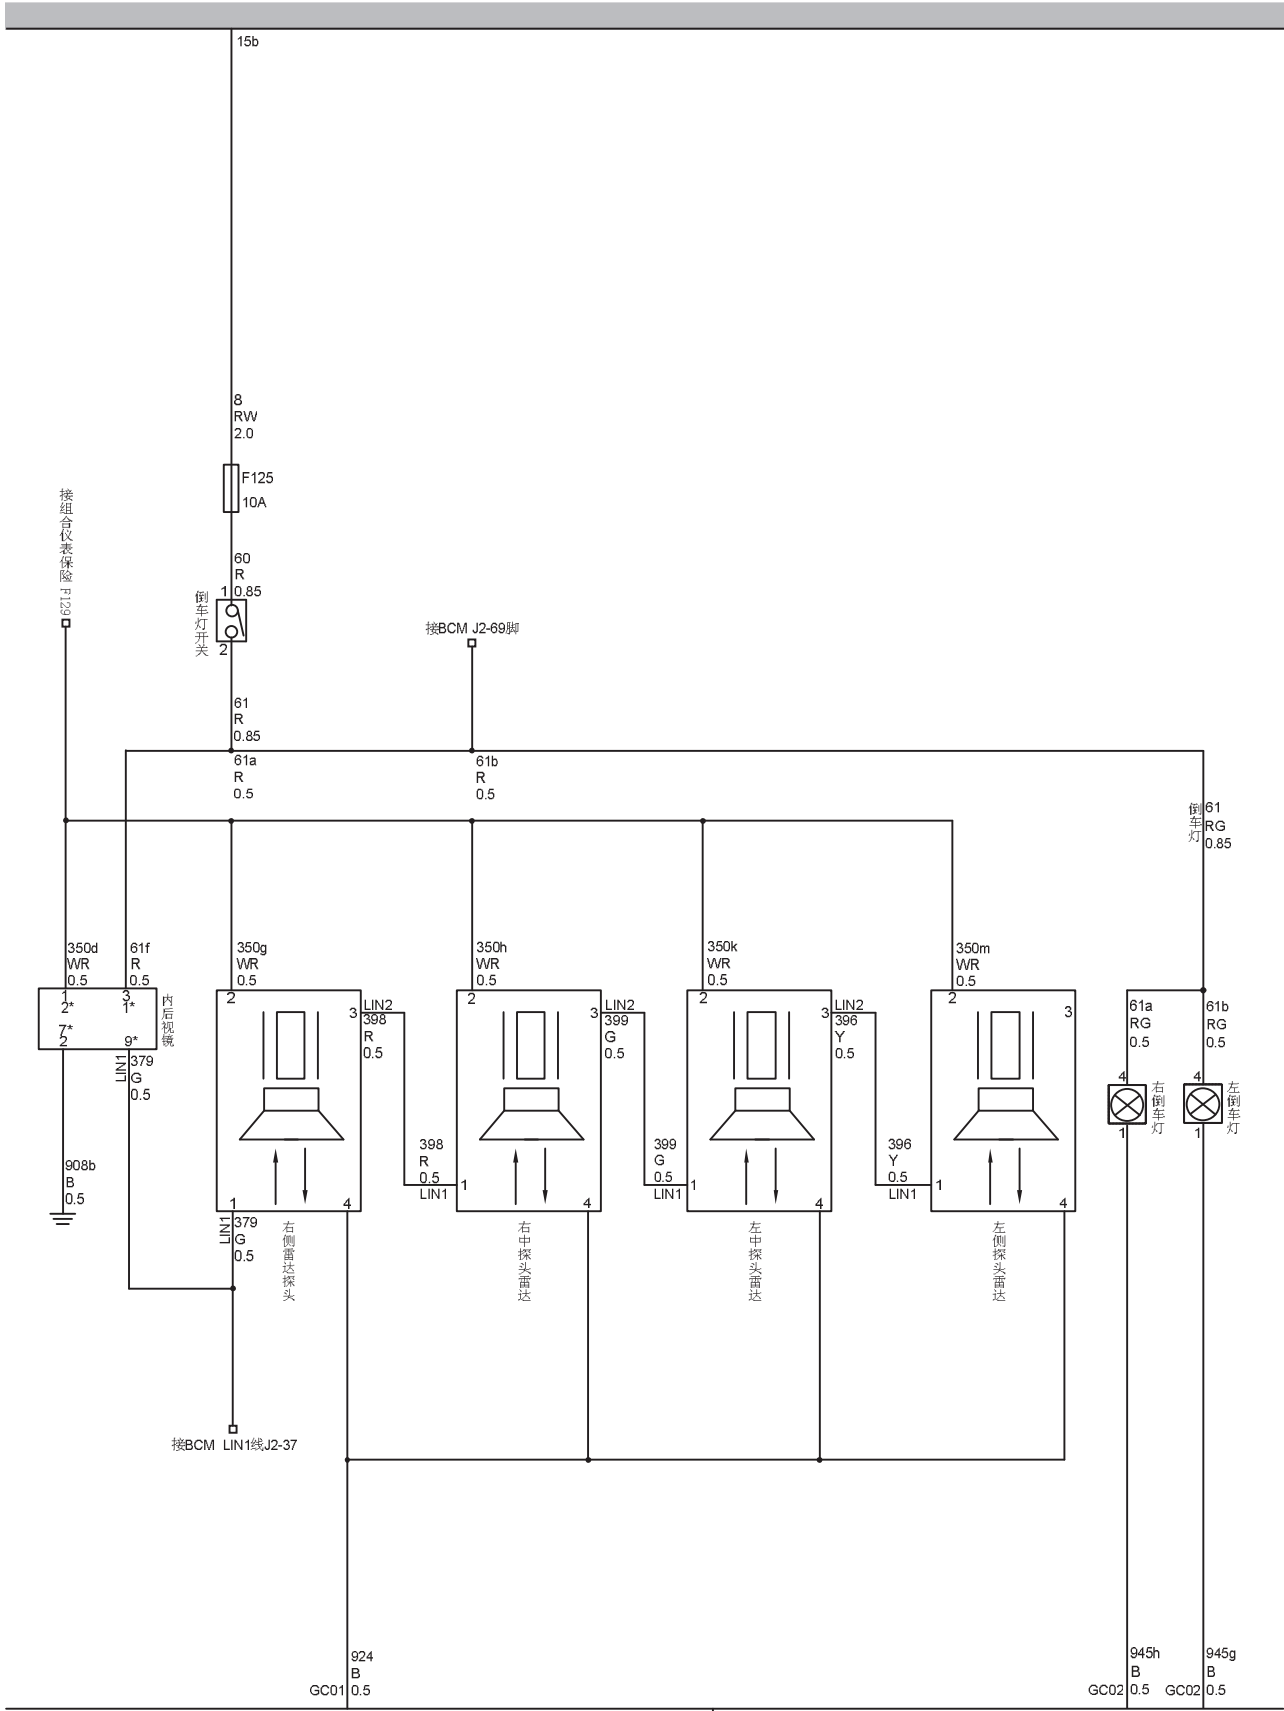 15b
8
RW
2.0
F125
10A
接组合仪表保险 F129
60
R
0.85
1
倒车灯开关
2
接BCM J2-69脚
61
R
0.85
61a
R
0.5
61b
R
0.5
倒车灯
61
RG
0.85
350d
WR
0.5
61f
R
0.5
350g
WR
0.5
350h
WR
0.5
350k
WR
0.5
350m
WR
0.5
1
2*
3
1*
7*
2
9*
内后视镜
LIN1
379
G
0.5
908b
B
0.5
2
3
LIN2
398
R
0.5
1
4
LIN1
379
G
0.5
右侧雷达探头
398
R
0.5
LIN1
2
3
LIN2
399
G
0.5
1
4
右中探头雷达
399
G
0.5
LIN1
2
3
LIN2
396
Y
0.5
1
4
左中探头雷达
396
Y
0.5
LIN1
2
3
1
4
左侧探头雷达
61a
RG
0.5
61b
RG
0.5
4
1
右倒车灯
4
1
左倒车灯
接BCM LIN1线J2-37
924
B
GC01 0.5
945h
B
GC02 0.5
945g
B
GC02 0.5